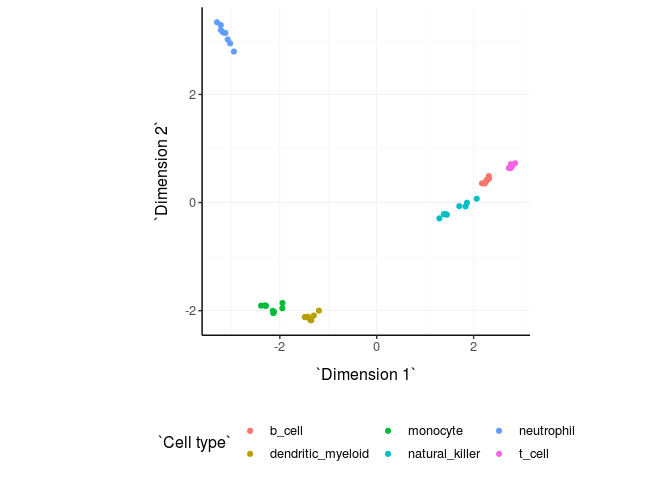 `Dimension 2`
2
0
-2
-2 0 2
`Dimension 1`
`Cell type`
b_cell monocyte neutrophil
dendritic_myeloid natural_killer t_cell